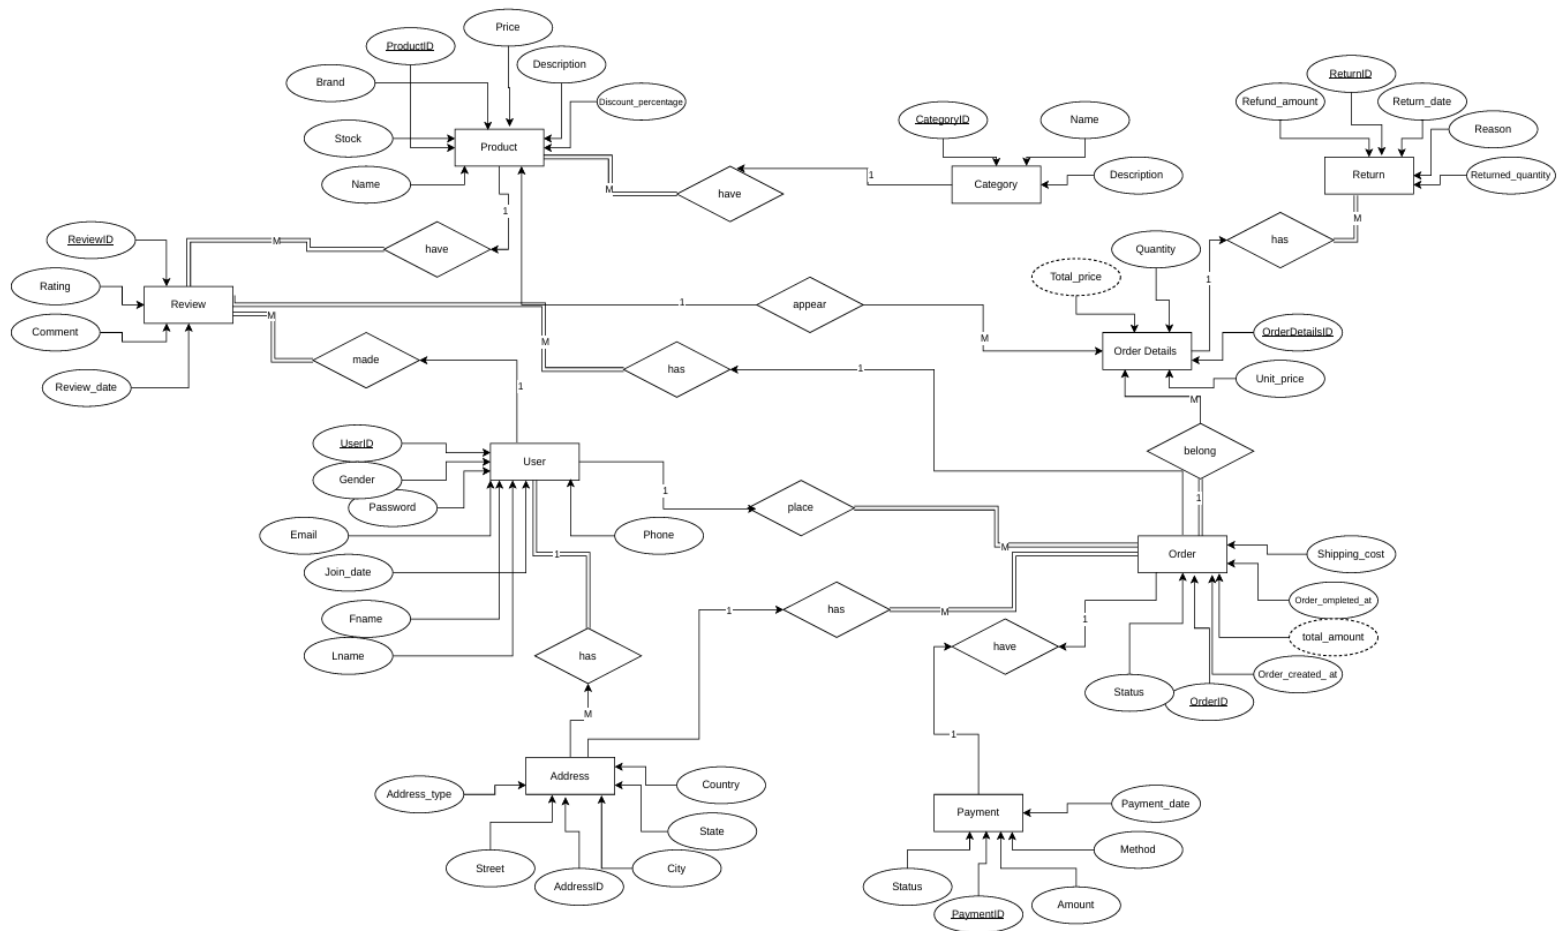 Price
ProductID
Description
Brand
Discount_percentage
Stock
Product
Name
M
have
1
CategoryID
Name
Category
Description
ReturnID
Refund_amount
Return_date
Reason
Return
Returned_quantity
M
has
1
1
have
M
ReviewID
Rating
Review
Comment
Review_date
M
made
1
1
appear
M
M
has
1
Quantity
Total_price
Order Details
OrderDetailsID
Unit_price
M
belong
1
UserID
User
Gender
Password
Email
Phone
Join_date
Fname
Lname
1
has
M
1
place
M
1
has
M
Order
Shipping_cost
Order_ompleted_at
total_amount
Order_created_ at
Status
OrderID
1
have
1
Address
Address_type
Country
State
Street
City
AddressID
Payment
Payment_date
Method
Status
Amount
PaymentID